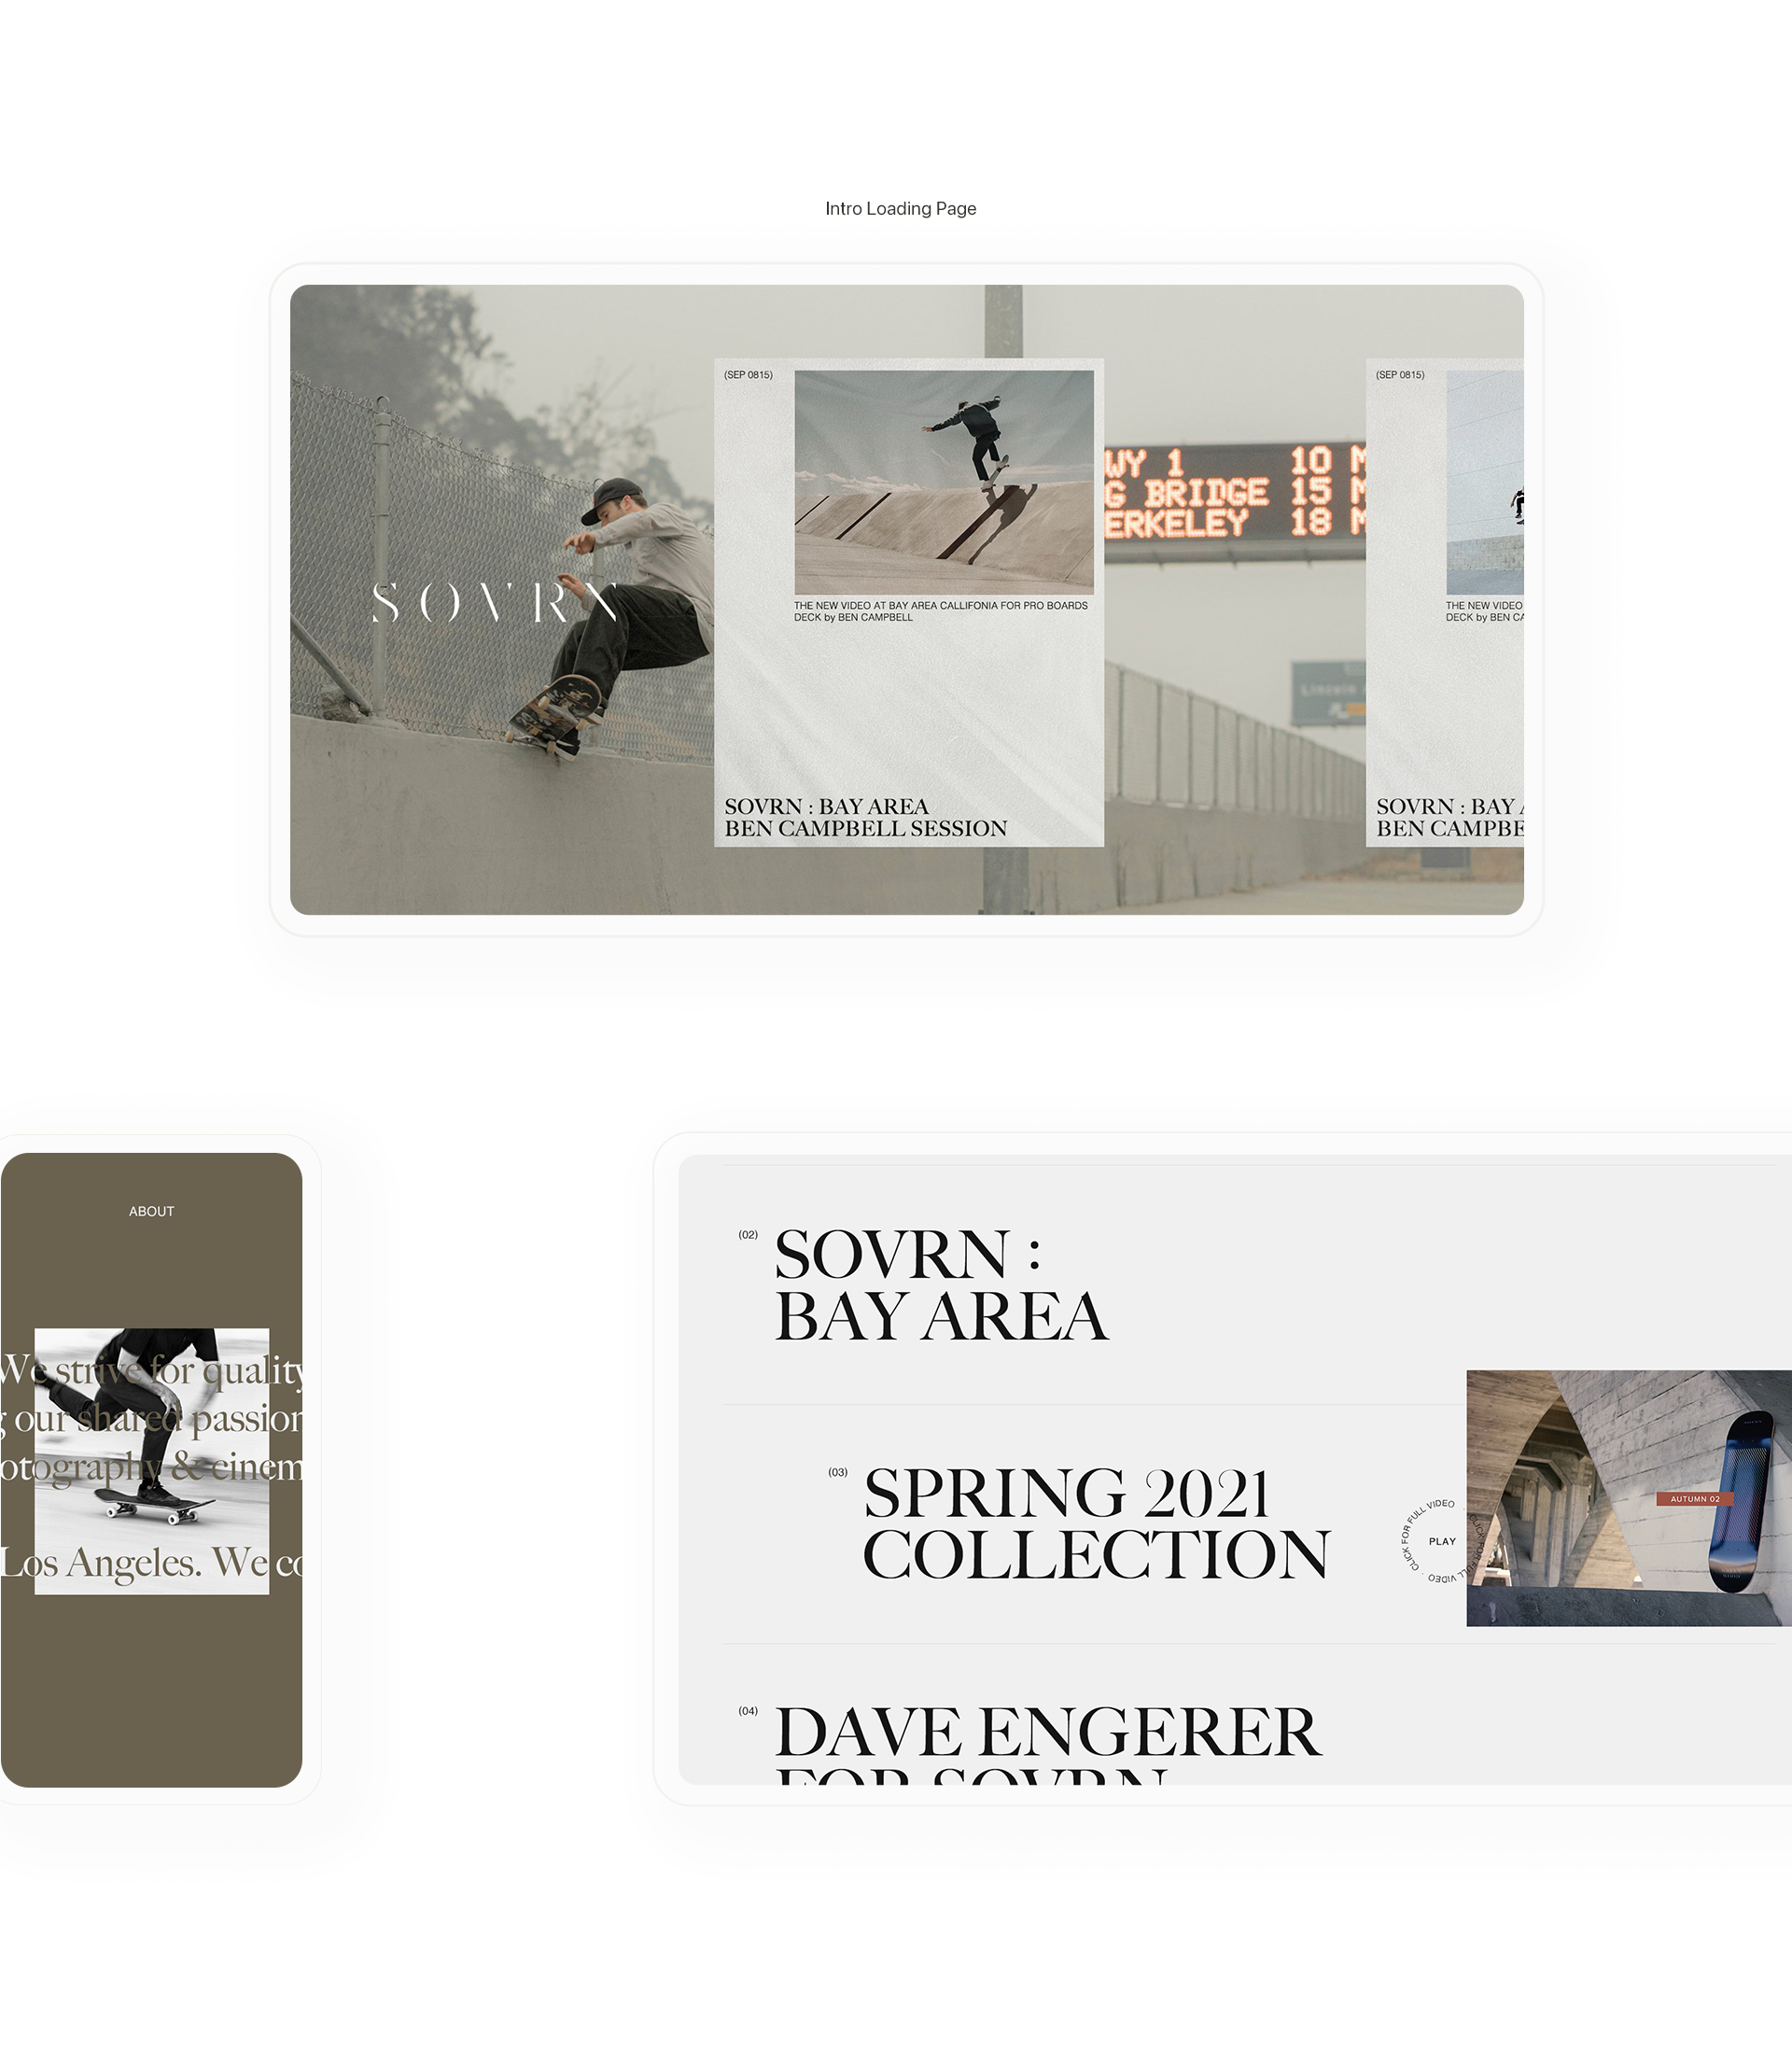 Intro Loading Page
SOVRN
(SEP 0815)
THE NEW VIDEO AT BAY AREA CALLIFONIA FOR PRO BOARDS
DECK by BEN CAMPBELL
SOVRN : BAY AREA
BEN CAMPBELL SESSION
WY 1 10 M
G BRIDGE 15 M
ERKELEY 18 M
Lincoln
(SEP 0815)
THE NEW VIDEO
DECK by BEN CA
SOVRN : BAY A
BEN CAMPBE
ABOUT
We strive for quality
g our shared passion
otography & cinem
Los Angeles. We co
(02)
SOVRN :
BAY AREA
(03)
SPRING 2021
COLLECTION
CLICK FOR FULL VIDEO · CLICK FOR FULL VIDEO ·
PLAY
AUTUMN 02
(04)
DAVE ENGERER
FOR SOVRN